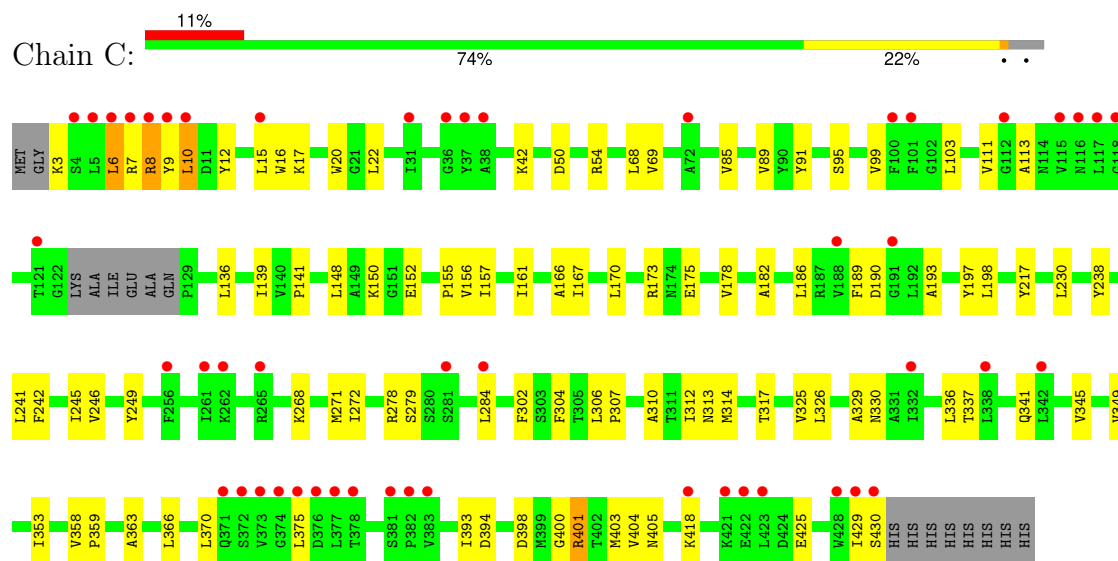 11%
Chain C:
74% 22% • •
MET GLY K3 S4 L5 L6 R7 R8 Y9 L10 D11 Y12 L15 W16 K17 W20 G21 L22 I31 G36 Y37 A38 K42 D50 R54 L68 V69 A72 V85 V89 Y90 Y91 S95 V99 F100 F101 G102 L103 V111 G112 A113 N114 V115 N116 L117 G118
T121 G122 LYS ALA ILE GLU ALA GLN P129 L136 I139 V140 P141 L148 A149 K150 G151 E152 P155 V156 I157 I161 A166 I167 L170 R173 N174 E175 V178 A182 L186 R187 V188 F189 D190 G191 L192 A193 Y197 L198 Y217 L230 Y238
L241 F242 I245 V246 Y249 F256 I261 K262 R265 K268 M271 I272 R278 S279 S280 S281 L284 F302 S303 F304 T305 L306 P307 A310 T311 I312 N313 M314 T317 V325 L326 A329 N330 A331 I332 L336 T337 L338 Q341 L342 V345
I353 V358 P359 A363 L366 L370 Q371 S372 V373 G374 L375 D376 L377 T378 S381 P382 V383 I393 D394 D398 M399 G400 R401 T402 M403 V404 N405 K418 K421 E422 L423 D424 E425 W428 I429 S430 HIS HIS HIS HIS HIS HIS HIS